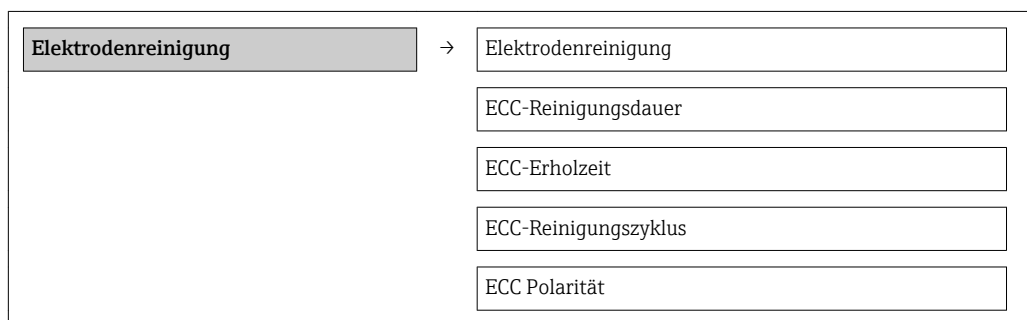 Elektrodenreinigung → Elektrodenreinigung
ECC-Reinigungsdauer
ECC-Erholzeit
ECC-Reinigungszyklus
ECC Polarität